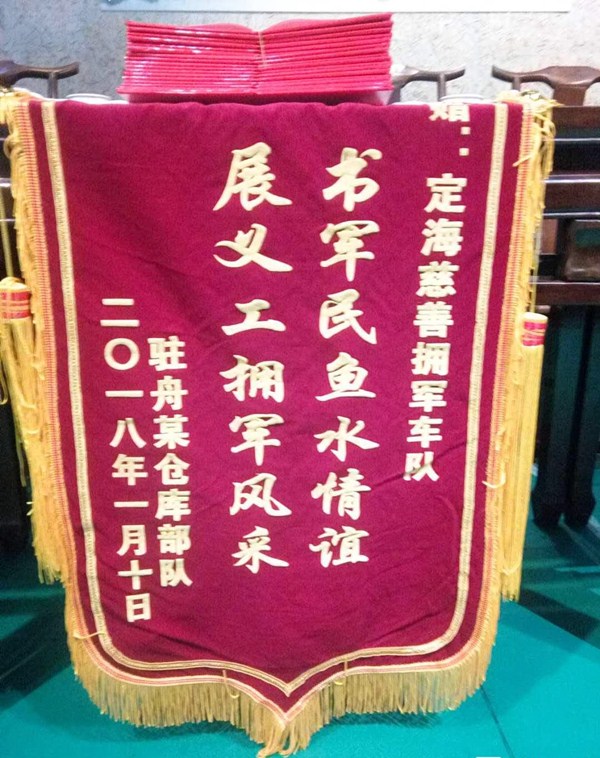 赠：定海慈善拥军车队
书军民鱼水情谊
展义工拥军风采
驻舟某仓库部队
二〇一八年一月十日